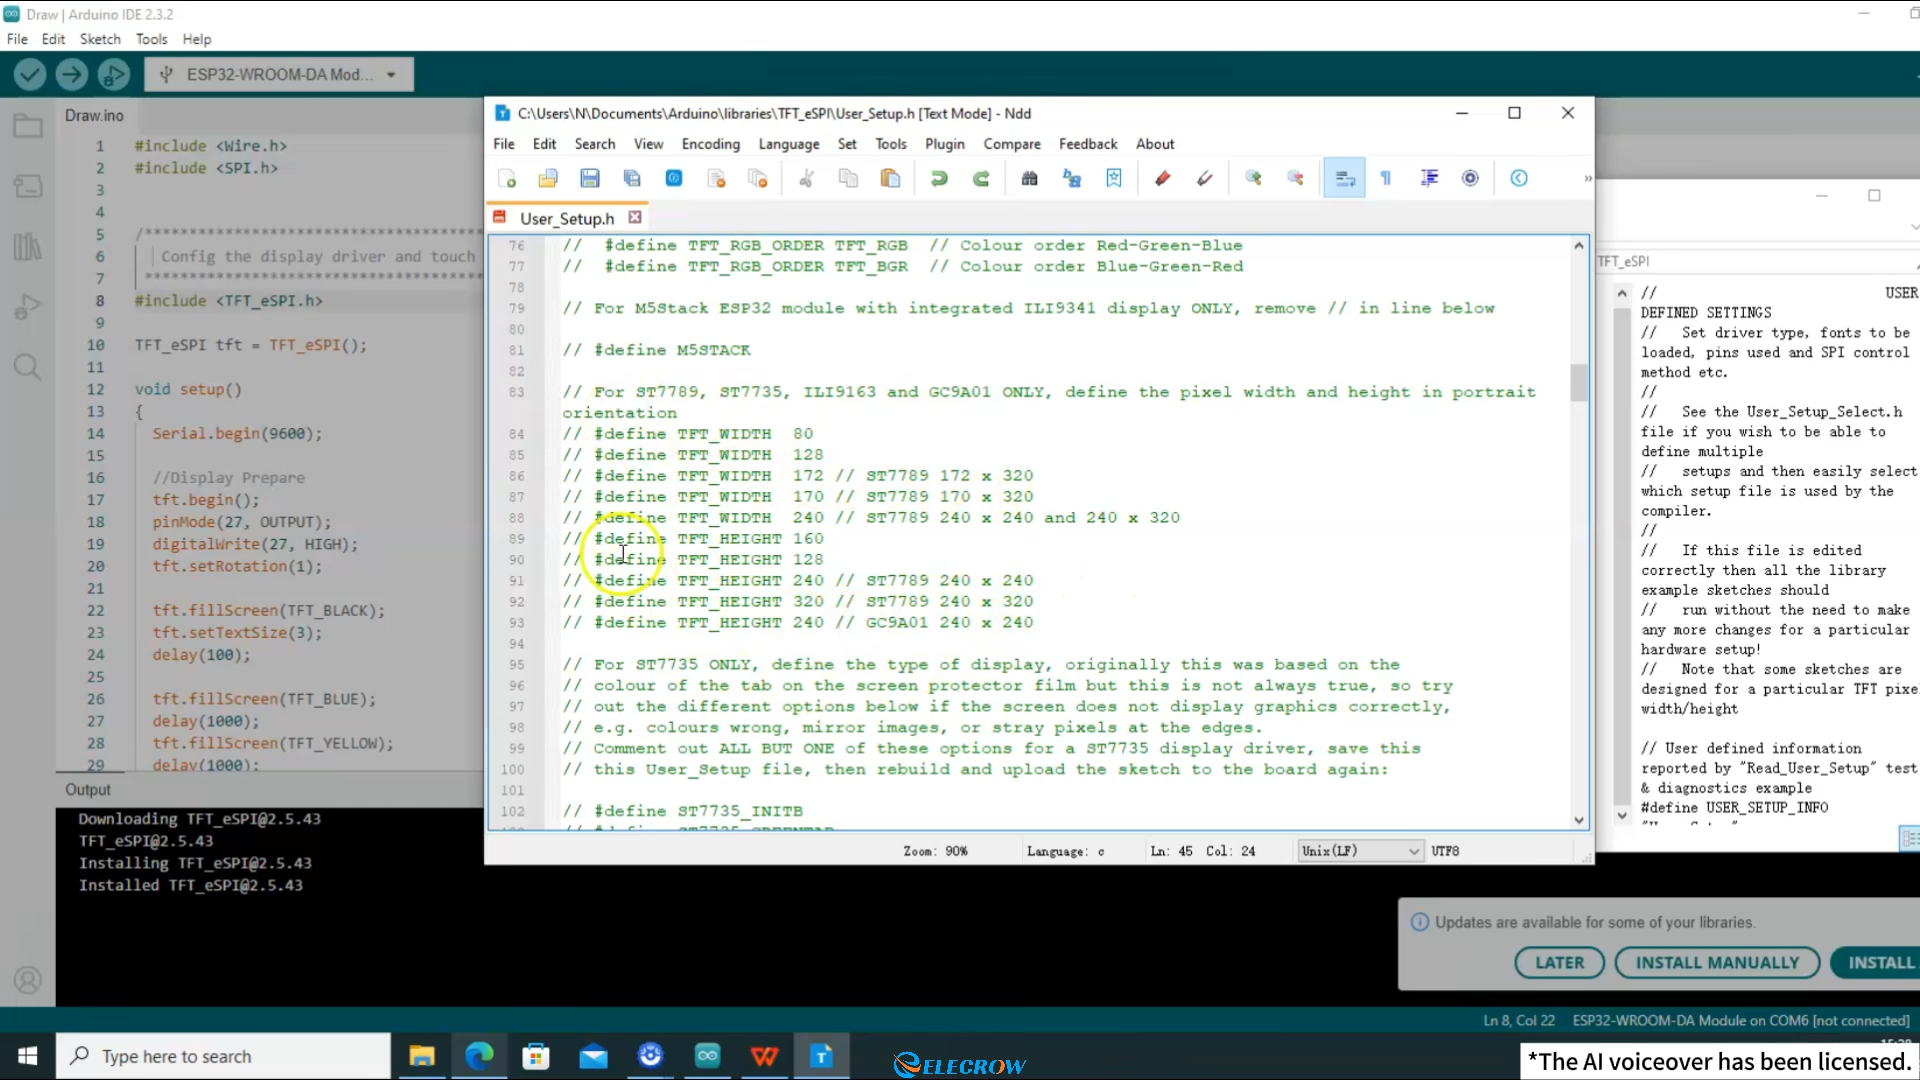 Draw | Arduino IDE 2.3.2
File Edit Sketch Tools Help
ESP32-WROOM-DA Mod...
Draw.ino
1 #include <Wire.h>
2 #include <SPI.h>
3
4
5 /**************************************
6 Config the display driver and touch
7 **************************************
8 #include <TFT_eSPI.h>
9
10 TFT_eSPI tft = TFT_eSPI();
11
12 void setup()
13 {
14 Serial.begin(9600);
15
16 //Display Prepare
17 tft.begin();
18 pinMode(27, OUTPUT);
19 digitalWrite(27, HIGH);
20 tft.setRotation(1);
21
22 tft.fillScreen(TFT_BLACK);
23 tft.setTextSize(3);
24 delay(100);
25
26 tft.fillScreen(TFT_BLUE);
27 delay(1000);
28 tft.fillScreen(TFT_YELLOW);
29 delay(1000);
Output
Downloading TFT_eSPI@2.5.43
TFT_eSPI@2.5.43
Installing TFT_eSPI@2.5.43
Installed TFT_eSPI@2.5.43
C:\Users\N\Documents\Arduino\libraries\TFT_eSPI\User_Setup.h [Text Mode] - Ndd
File Edit Search View Encoding Language Set Tools Plugin Compare Feedback About
User_Setup.h
76 // #define TFT_RGB_ORDER TFT_RGB // Colour order Red-Green-Blue
77 // #define TFT_RGB_ORDER TFT_BGR // Colour order Blue-Green-Red
78
79 // For M5Stack ESP32 module with integrated ILI9341 display ONLY, remove // in line below
80
81 // #define M5STACK
82
83 // For ST7789, ST7735, ILI9163 and GC9A01 ONLY, define the pixel width and height in portrait
orientation
84 // #define TFT_WIDTH 80
85 // #define TFT_WIDTH 128
86 // #define TFT_WIDTH 172 // ST7789 172 x 320
87 // #define TFT_WIDTH 170 // ST7789 170 x 320
88 // #define TFT_WIDTH 240 // ST7789 240 x 240 and 240 x 320
89 // #define TFT_HEIGHT 160
90 // #define TFT_HEIGHT 128
91 // #define TFT_HEIGHT 240 // ST7789 240 x 240
92 // #define TFT_HEIGHT 320 // ST7789 240 x 320
93 // #define TFT_HEIGHT 240 // GC9A01 240 x 240
94
95 // For ST7735 ONLY, define the type of display, originally this was based on the
96 // colour of the tab on the screen protector film but this is not always true, so try
97 // out the different options below if the screen does not display graphics correctly,
98 // e.g. colours wrong, mirror images, or stray pixels at the edges.
99 // Comment out ALL BUT ONE of these options for a ST7735 display driver, save this
100 // this User_Setup file, then rebuild and upload the sketch to the board again:
101
102 // #define ST7735_INITB
Zoom: 90% Language: c Ln: 45 Col: 24 Unix(LF) UTF8
TFT_eSPI
// USER
DEFINED SETTINGS
// Set driver type, fonts to be
loaded, pins used and SPI control
method etc.
//
// See the User_Setup_Select.h
file if you wish to be able to
define multiple
// setups and then easily select
which setup file is used by the
compiler.
//
// If this file is edited
correctly then all the library
example sketches should
// run without the need to make
any more changes for a particular
hardware setup!
// Note that some sketches are
designed for a particular TFT pixe
width/height
// User defined information
reported by "Read_User_Setup" test
& diagnostics example
#define USER_SETUP_INFO
Updates are available for some of your libraries.
LATER INSTALL MANUALLY INSTALL
Ln 8, Col 22 ESP32-WROOM-DA Module on COM6 [not connected]
Type here to search
ELECROW
*The AI voiceover has been licensed.